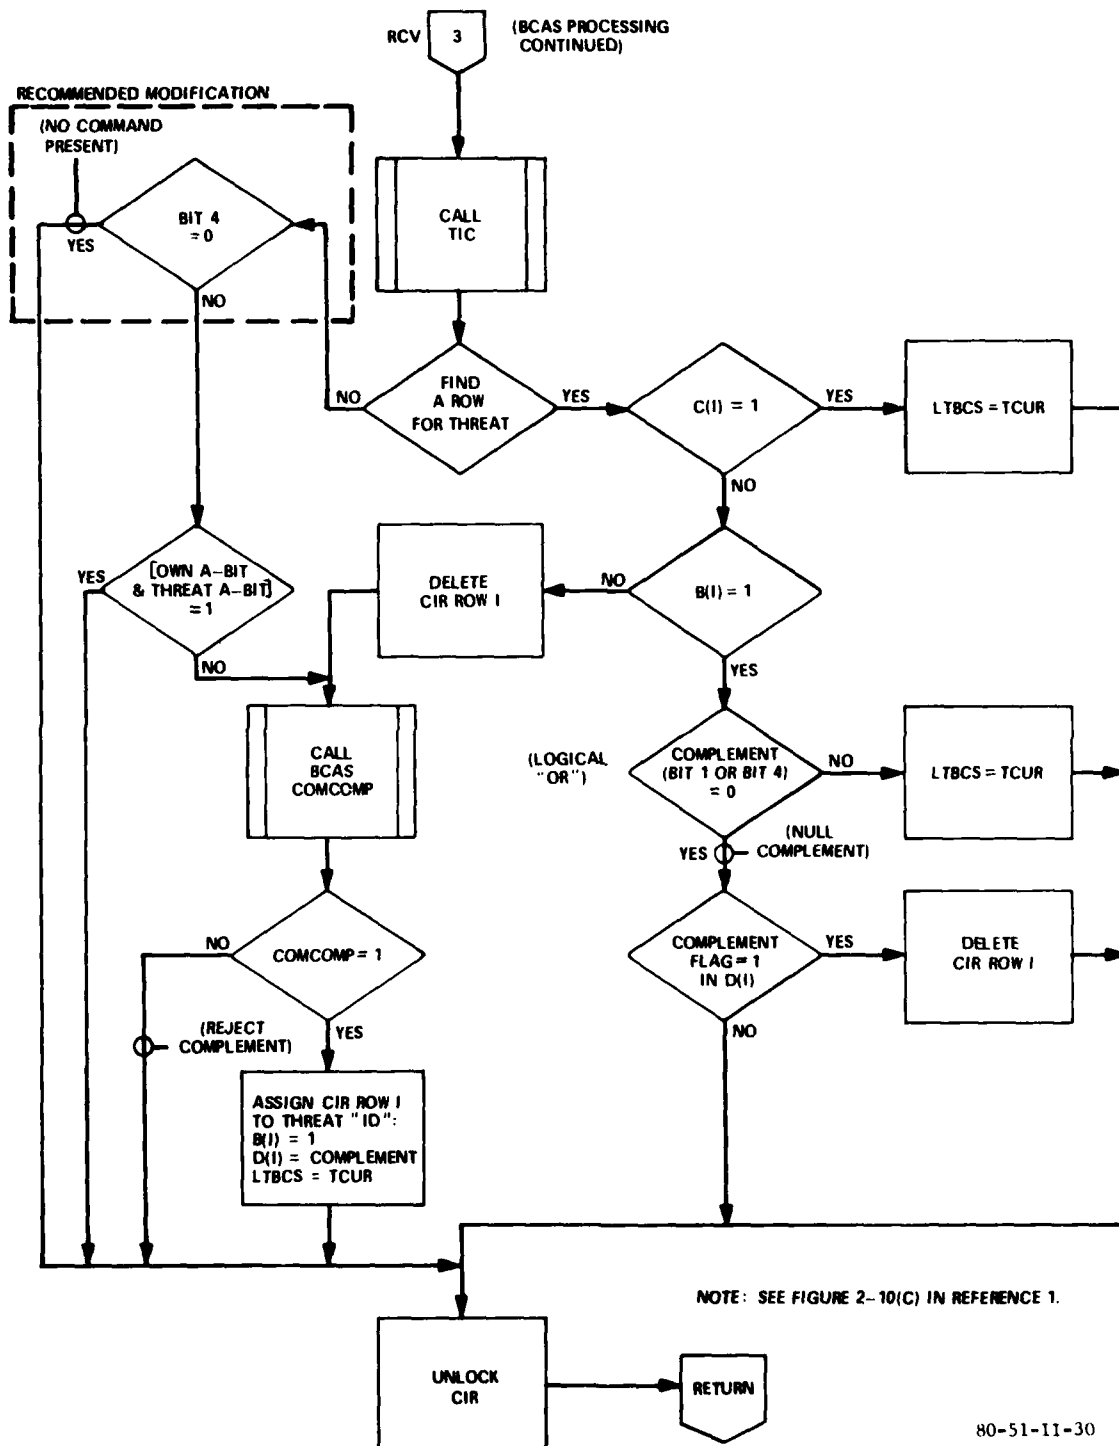 RCV 3 (BCAS PROCESSING
CONTINUED)
RECOMMENDED MODIFICATION
(NO COMMAND
PRESENT)
BIT 4
= 0
YES
NO
CALL
TIC
FIND
A ROW
FOR THREAT
NO
YES
C(I) = 1
YES
NO
LTBCS = TCUR
[OWN A-BIT
& THREAT A-BIT]
= 1
YES
NO
DELETE
CIR ROW I
NO
B(I) = 1
YES
CALL
BCAS
COMCOMP
(LOGICAL
"OR")
COMPLEMENT
(BIT 1 OR BIT 4)
= 0
NO
LTBCS = TCUR
YES
(NULL
COMPLEMENT)
COMCOMP = 1
NO
YES
(REJECT
COMPLEMENT)
COMPLEMENT
FLAG = 1
IN D(I)
YES
NO
DELETE
CIR ROW I
ASSIGN CIR ROW I
TO THREAT "ID":
B(I) = 1
D(I) = COMPLEMENT
LTBCS = TCUR
NOTE: SEE FIGURE 2-10(C) IN REFERENCE 1.
UNLOCK
CIR
RETURN
80-51-II-30